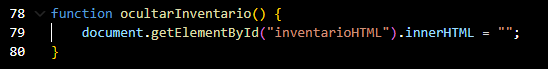 78 function ocultarInventario() {
79     document.getElementById("inventarioHTML").innerHTML = "";
80 }